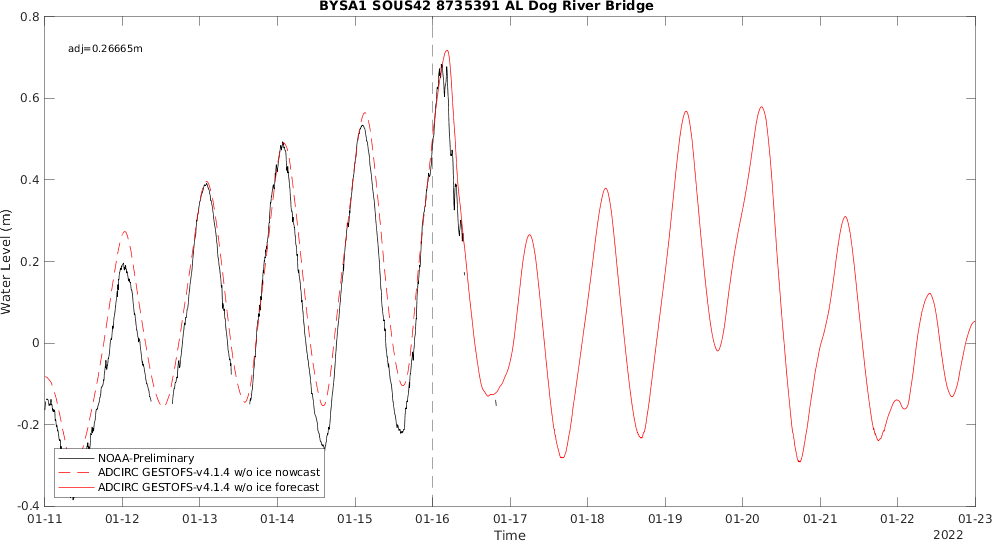 BYSA1 SOUS42 8735391 AL Dog River Bridge
adj=0.26665m
Water Level (m)
0.8
0.6
0.4
0.2
0
-0.2
-0.4
NOAA-Preliminary
ADCIRC GESTOFS-v4.1.4 w/o ice nowcast
ADCIRC GESTOFS-v4.1.4 w/o ice forecast
01-11 01-12 01-13 01-14 01-15 01-16 01-17 01-18 01-19 01-20 01-21 01-22 01-23
Time
2022